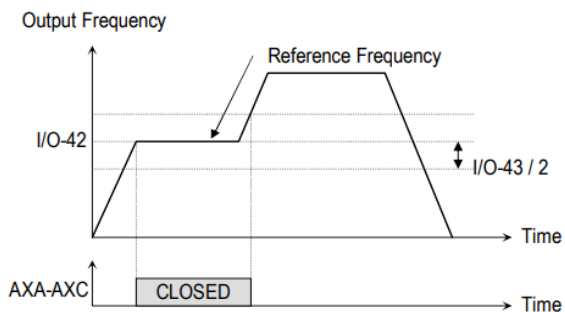 Output Frequency
Reference Frequency
I/O-42
I/O-43 / 2
Time
AXA-AXC
CLOSED
Time